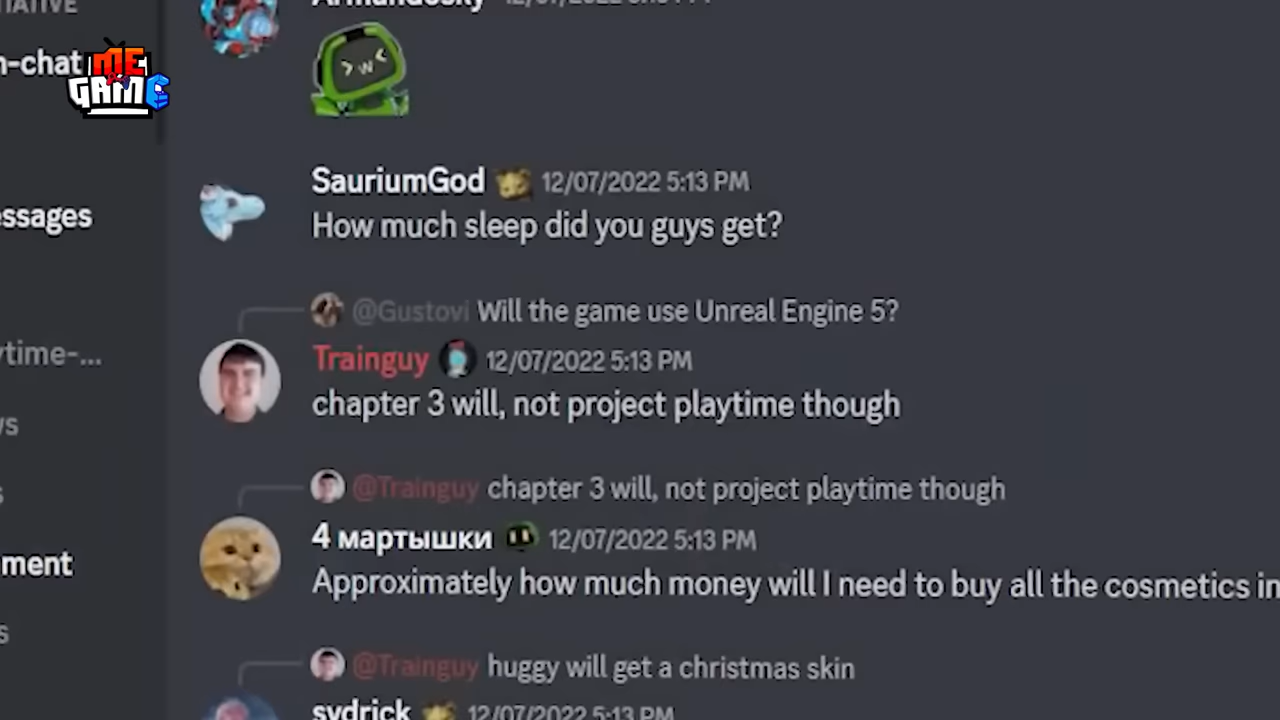 -chat
ME
GAME
SauriumGod 12/07/2022 5:13 PM
How much sleep did you guys get?
essages
@Gustovi Will the game use Unreal Engine 5?
ytime-...
Trainguy 12/07/2022 5:13 PM
chapter 3 will, not project playtime though
@Trainguy chapter 3 will, not project playtime though
4 мартышки 12/07/2022 5:13 PM
ment
Approximately how much money will I need to buy all the cosmetics in
@Trainguy huggy will get a christmas skin
sydrick 12/07/2022 5:13 PM